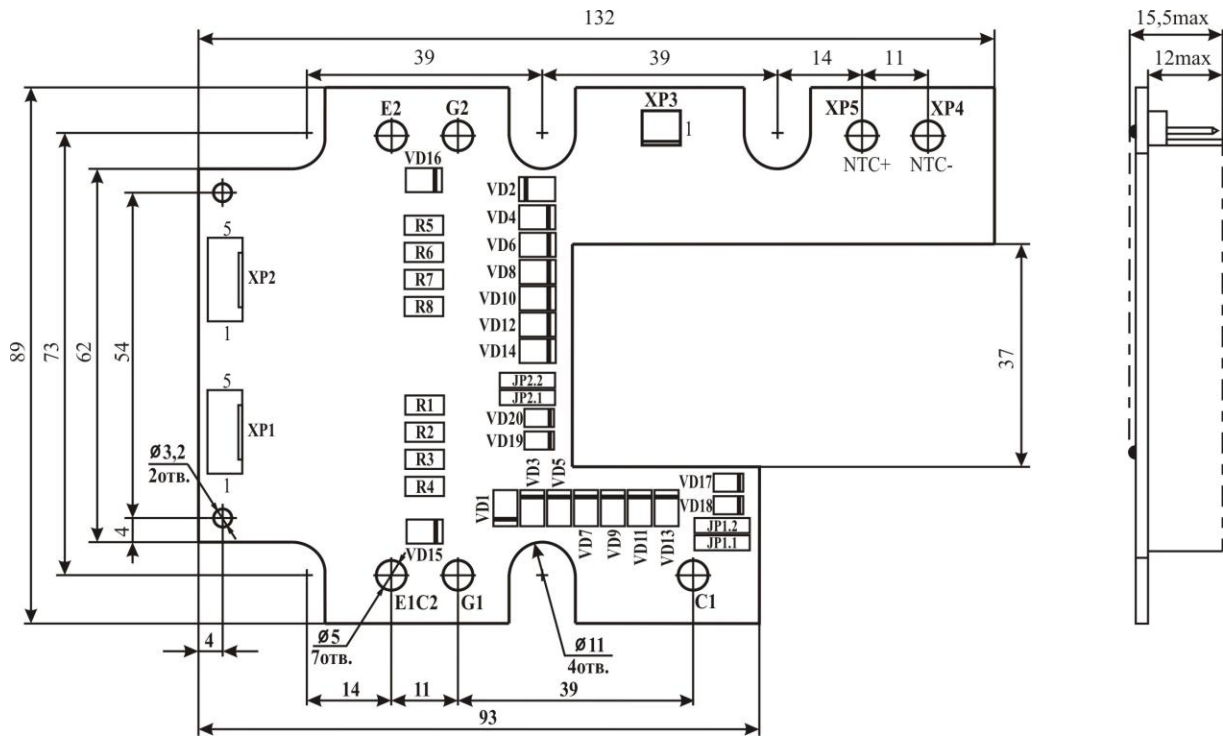 132
15,5max
39
39
14
11
12max
E2
G2
XP3
1
XP5
XP4
NTC+
NTC-
VD16
VD2
VD4
R5
VD6
R6
5
XP2
R7
VD8
R8
VD10
1
VD12
VD14
89
73
62
54
37
JP2.2
JP2.1
5
R1
VD20
XP1
R2
VD19
Ø3,2
2отв.
R3
VD3
VD5
1
R4
VD1
VD17
VD18
JP1.2
JP1.1
4
VD15
VD7
VD9
VD11
VD13
E1C2
G1
C1
4
Ø5
7отв.
Ø11
4отв.
14
11
39
93